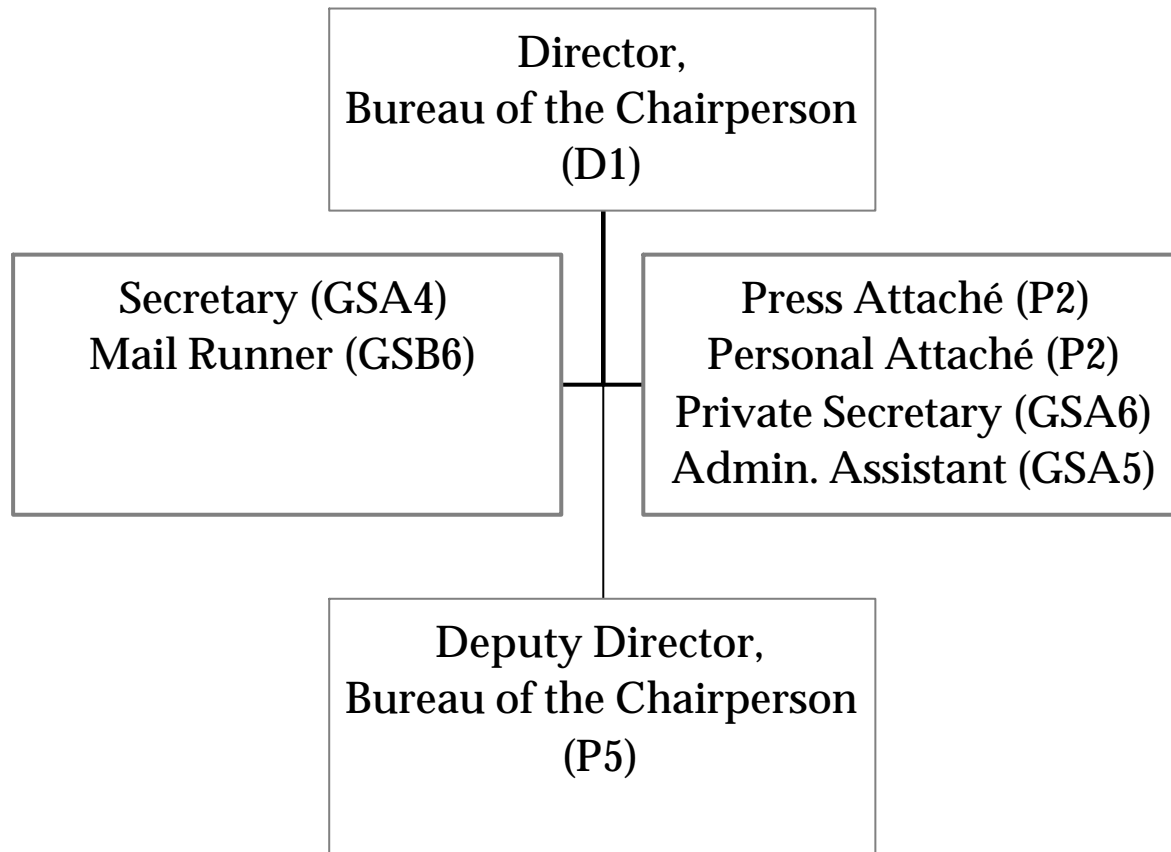 Director,
Bureau of the Chairperson
(D1)
Secretary (GSA4)
Mail Runner (GSB6)
Press Attaché (P2)
Personal Attaché (P2)
Private Secretary (GSA6)
Admin. Assistant (GSA5)
Deputy Director,
Bureau of the Chairperson
(P5)